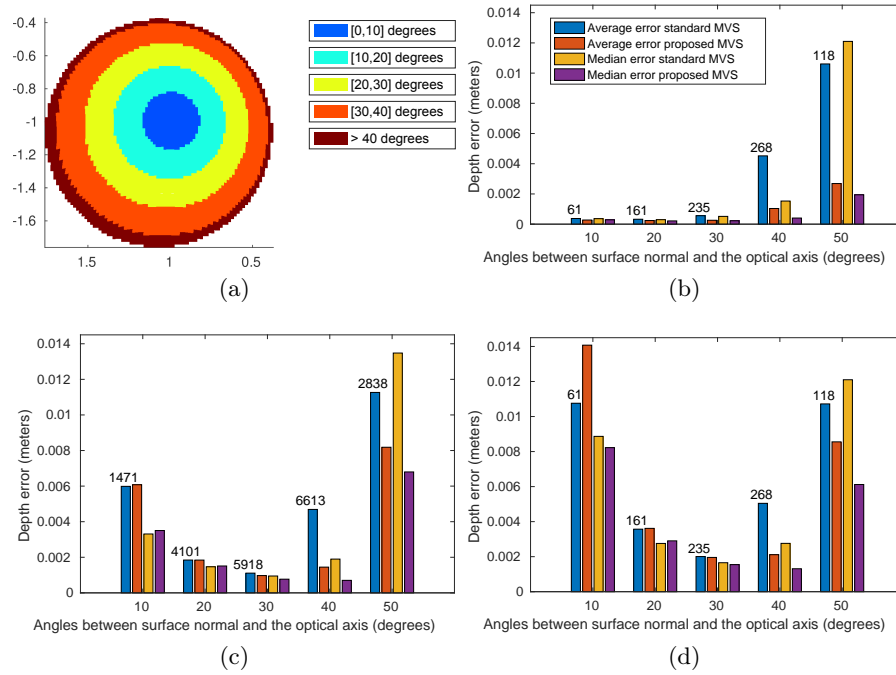 -0.4
-0.6
-0.8
-1
-1.2
-1.4
-1.6
1.5 1 0.5
[0,10] degrees
[10,20] degrees
[20,30] degrees
[30,40] degrees
> 40 degrees
(a)
Depth error (meters)
0.014
0.012
0.01
0.008
0.006
0.004
0.002
0
Average error standard MVS
Average error proposed MVS
Median error standard MVS
Median error proposed MVS
61 161 235 268 118
10 20 30 40 50
Angles between surface normal and the optical axis (degrees)
(b)
Depth error (meters)
0.014
0.012
0.01
0.008
0.006
0.004
0.002
0
1471 4101 5918 6613 2838
10 20 30 40 50
Angles between surface normal and the optical axis (degrees)
(c)
Depth error (meters)
0.014
0.012
0.01
0.008
0.006
0.004
0.002
0
61 161 235 268 118
10 20 30 40 50
Angles between surface normal and the optical axis (degrees)
(d)